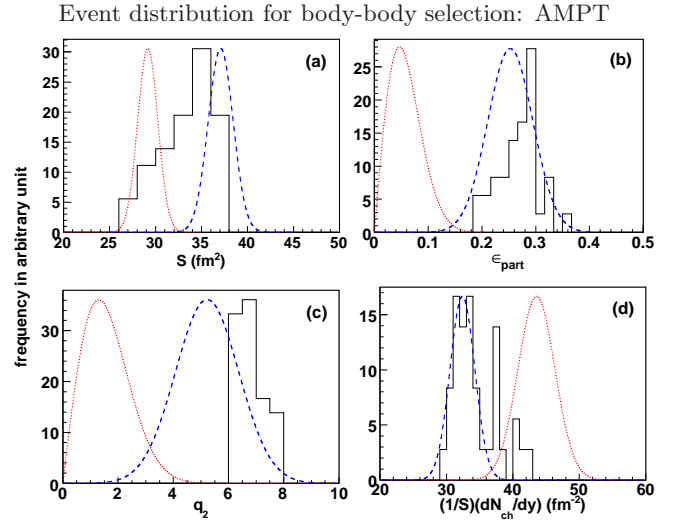 Event distribution for body-body selection: AMPT
frequency in arbitrary unit
(a)
30
25
20
15
10
5
0
20 25 30 35 40 45 50
S (fm²)
(b)
25
20
15
10
5
0
0 0.1 0.2 0.3 0.4 0.5
∈part
(c)
30
20
10
0
0 2 4 6 8 10
q₂
(d)
15
10
5
0
20 30 40 50 60
(1/S)(dN_ch/dy) (fm⁻²)